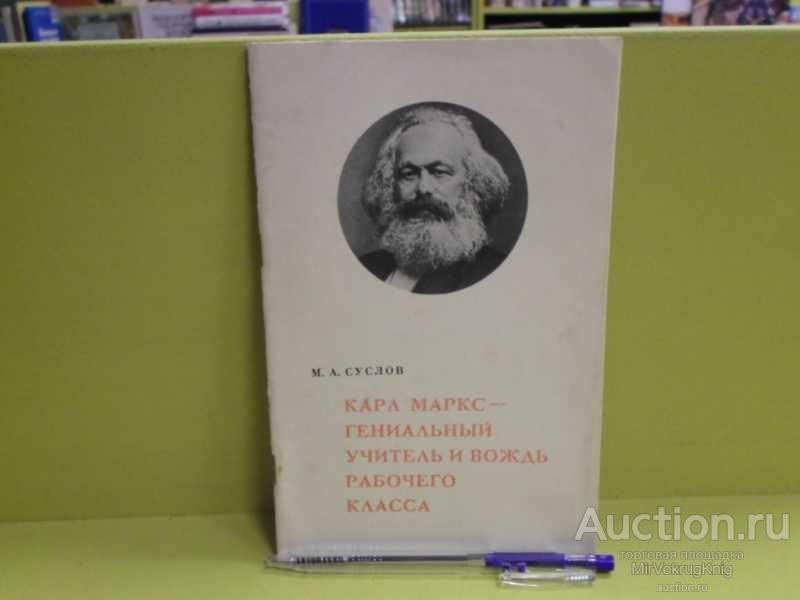 М. А. СУСЛОВ
КАРЛ МАРКС—
ГЕНИАЛЬНЫЙ
УЧИТЕЛЬ И ВОЖДЬ
РАБОЧЕГО
КЛАССА
Auction.ru
торговая площадка
MirVokrugKnig
auction.ru